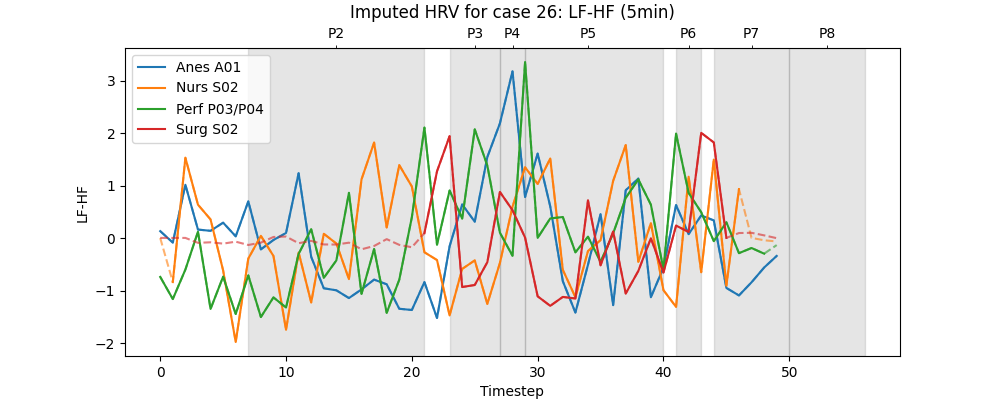 Imputed HRV for case 26: LF-HF (5min)
P2 P3 P4 P5 P6 P7 P8
Anes A01
Nurs S02
Perf P03/P04
Surg S02
LF-HF
3
2
1
0
−1
−2
0 10 20 30 40 50
Timestep